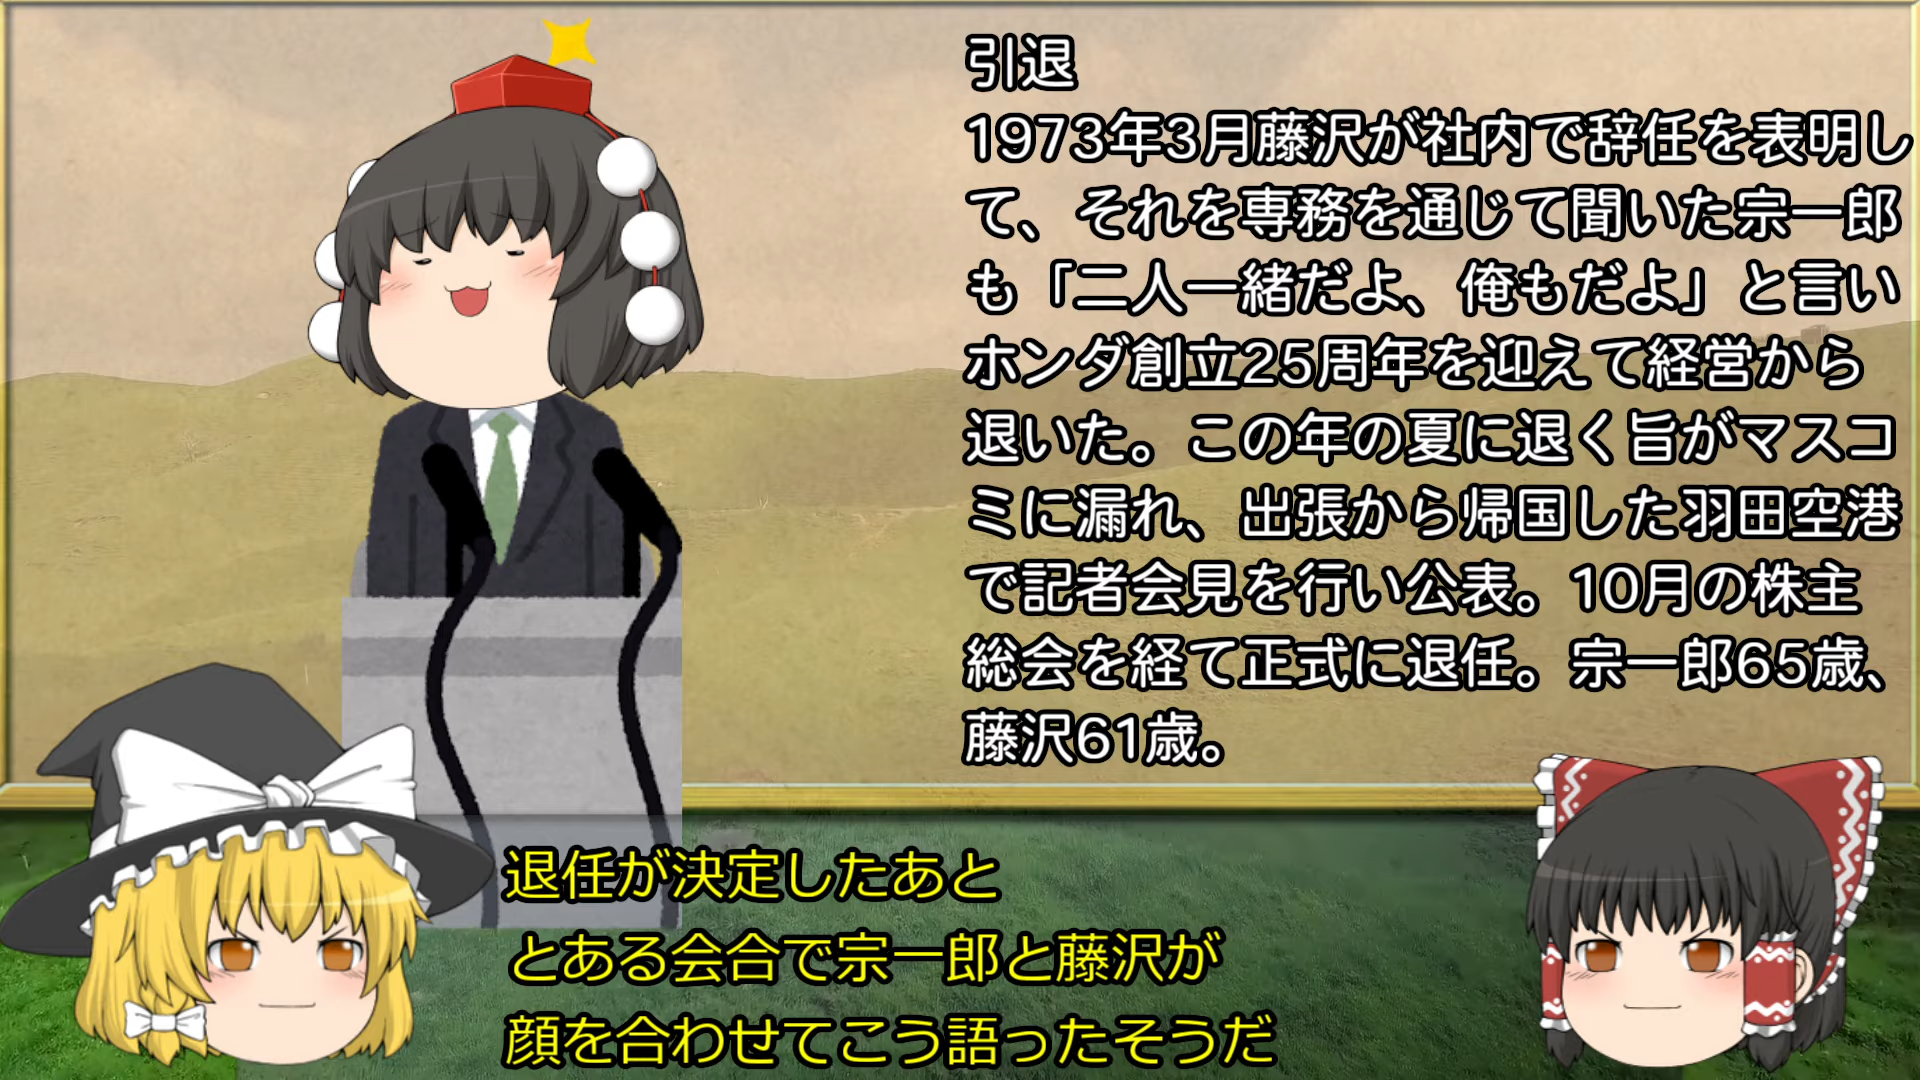 引退
1973年3月藤沢が社内で辞任を表明し
て、それを専務を通じて聞いた宗一郎
も「二人一緒だよ、俺もだよ」と言い
ホンダ創立25周年を迎えて経営から
退いた。この年の夏に退く旨がマスコ
ミに漏れ、出張から帰国した羽田空港
で記者会見を行い公表。10月の株主
総会を経て正式に退任。宗一郎65歳、
藤沢61歳。
退任が決定したあと
とある会合で宗一郎と藤沢が
顔を合わせてこう語ったそうだ